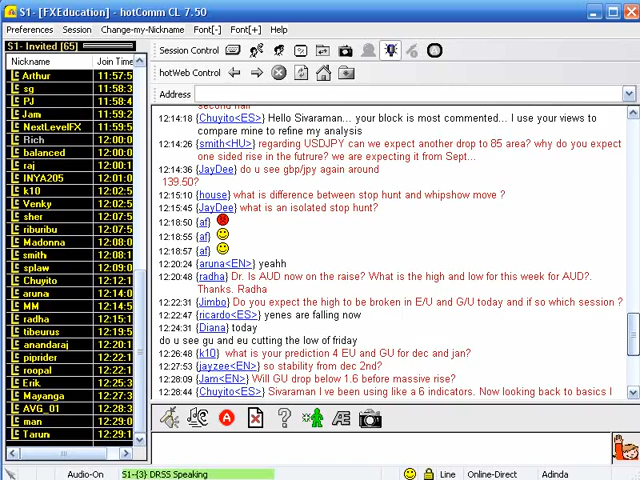 S1 - [FXEducation] - hotComm CL 7.50
Preferences Session Change-my-Nickname Font[-] Font[+] Help
S1- Invited [65]
Session Control
Nickname Join Time
hotWeb Control
Address
Arthur 11:57:5
sg 11:58:3
PJ 11:58:4
Jam 11:59:2
NextLevelFX 11:59:5
Rich 12:00:0
balanced 12:00:0
raj 12:00:1
INYA205 12:01:0
k10 12:02:5
Venky 12:02:5
sher 12:07:0
riburibu 12:07:5
Madonna 12:08:0
smith 12:08:1
splaw 12:09:0
Chuyito 12:12:0
aruna 12:14:0
MM 12:14:0
radha 12:15:1
tibeurus 12:19:5
anandaraj 12:20:1
piprider 12:22:1
roopal 12:22:1
Erik 12:25:3
Mayanga 12:27:3
AVG_01 12:28:3
man 12:29:0
Tarun 12:29:1
second half
12:14:18 {Chuyito<ES> Hello Sivaraman... your block is most commented... I use your views to
compare mine to refine my analysis
12:14:26 {smith<HU> regarding USDJPY can we expect another drop to 85 area? why do you expect
one sided rise in the frutrure? we are expecting it from Sept...
12:14:36 {JayDee} do u see gbp/jpy again around
139.50?
12:15:10 {house} what is difference between stop hunt and whipshow move ?
12:15:45 {JayDee} what is an isolated stop hunt?
12:18:50 {af}
12:18:55 {af}
12:18:57 {af}
12:20:24 {aruna<EN> yeahh
12:20:48 {radha} Dr. Is AUD now on the raise? What is the high and low for this week for AUD?.
Thanks. Radha
12:22:31 {Jimbo} Do you expect the high to be broken in E/U and G/U today and if so which session ?
12:22:47 {ricardo<ES> yenes are falling now
12:24:31 {Diana} today
do u see gu and eu cutting the low of friday
12:26:48 {k10} what is your prediction 4 EU and GU for dec and jan?
12:27:53 {jayzee<EN> so stability from dec 2nd?
12:28:09 {Jam<EN> Will GU drop below 1.6 before massive rise?
12:28:44 {Chuyito<ES> Sivaraman I ve been using like a 6 indicators. Now looking back to basics I
Audio-On S1-{3} DRSS Speaking Line Online-Direct Adinda